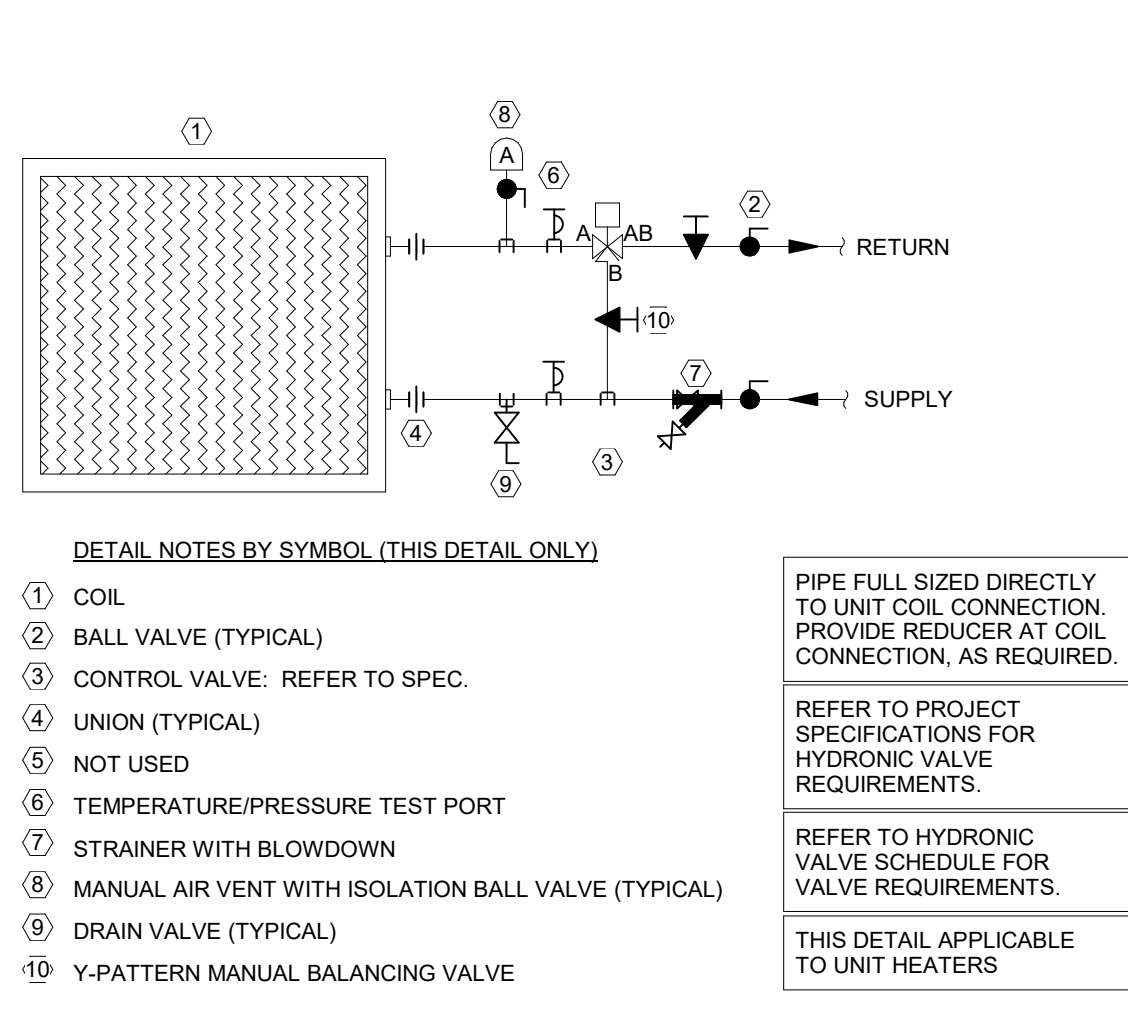 1
8
A
6
2
A
AB
B
RETURN
10
7
SUPPLY
4
3
9
DETAIL NOTES BY SYMBOL (THIS DETAIL ONLY)
1 COIL
2 BALL VALVE (TYPICAL)
3 CONTROL VALVE: REFER TO SPEC.
4 UNION (TYPICAL)
5 NOT USED
6 TEMPERATURE/PRESSURE TEST PORT
7 STRAINER WITH BLOWDOWN
8 MANUAL AIR VENT WITH ISOLATION BALL VALVE (TYPICAL)
9 DRAIN VALVE (TYPICAL)
10 Y-PATTERN MANUAL BALANCING VALVE
PIPE FULL SIZED DIRECTLY
TO UNIT COIL CONNECTION.
PROVIDE REDUCER AT COIL
CONNECTION, AS REQUIRED.
REFER TO PROJECT
SPECIFICATIONS FOR
HYDRONIC VALVE
REQUIREMENTS.
REFER TO HYDRONIC
VALVE SCHEDULE FOR
VALVE REQUIREMENTS.
THIS DETAIL APPLICABLE
TO UNIT HEATERS